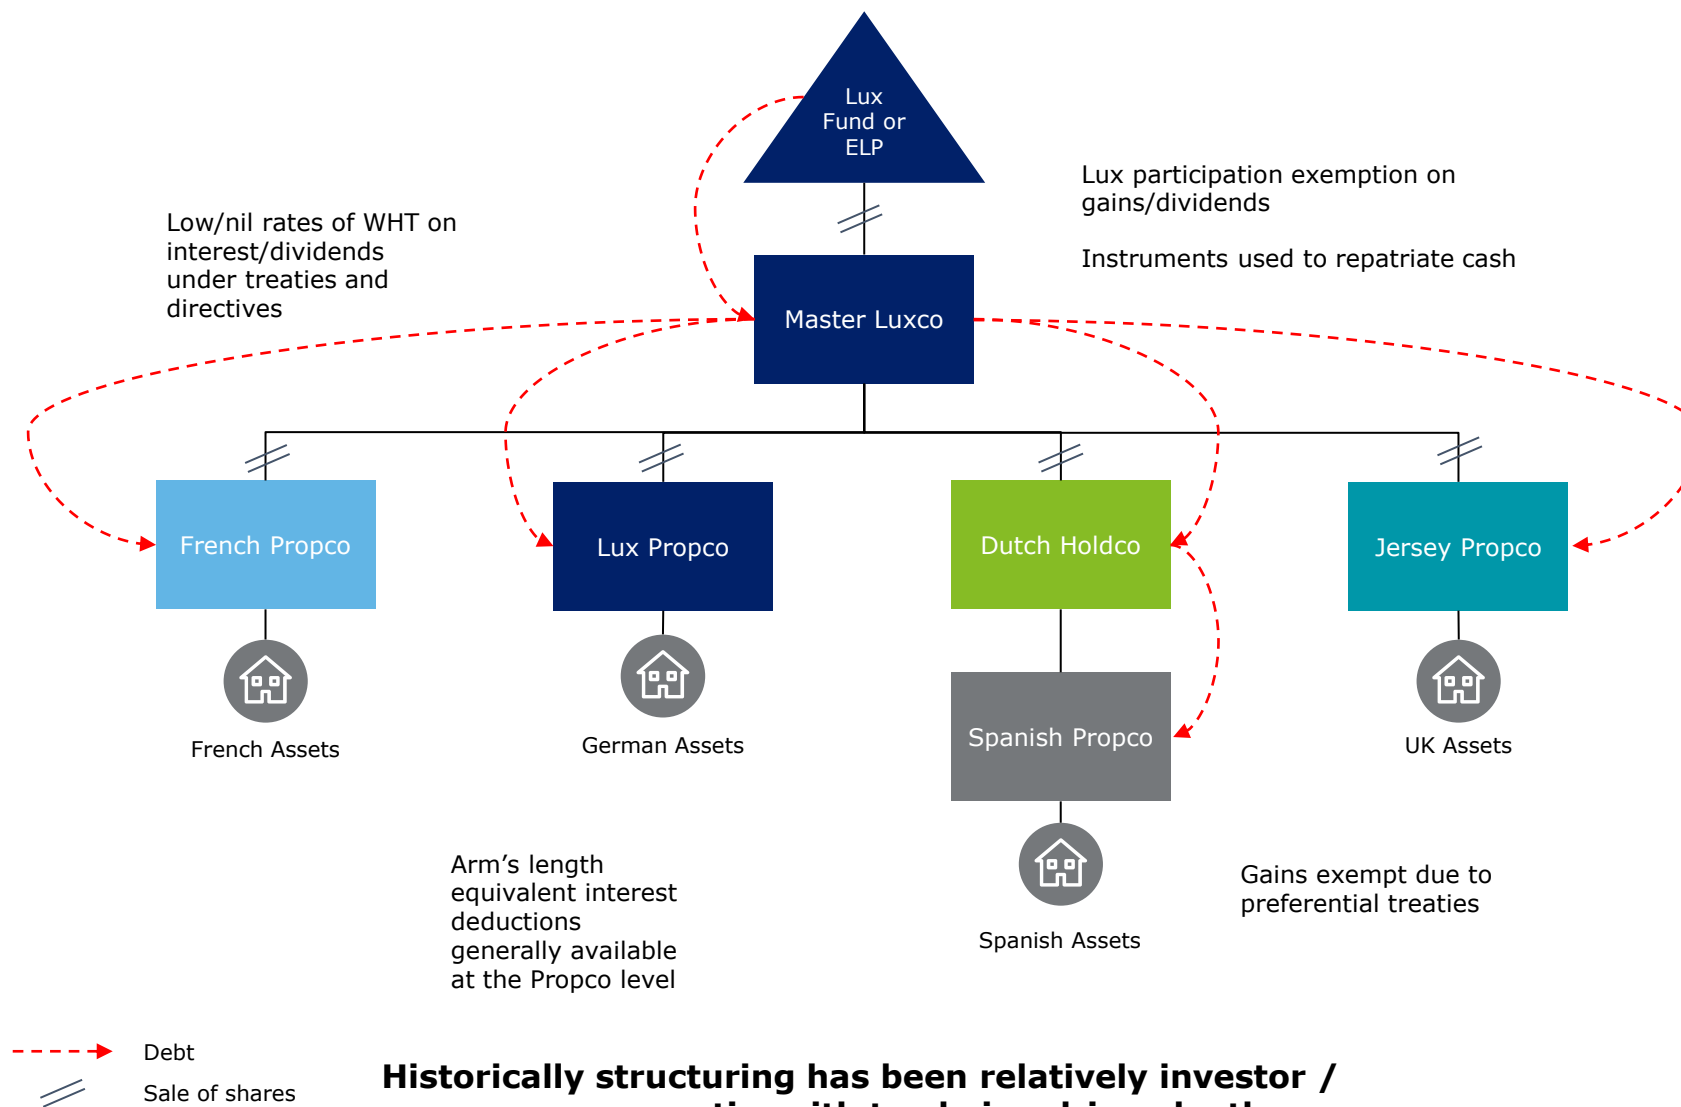 Lux
Fund or
ELP
Low/nil rates of WHT on
interest/dividends
under treaties and
directives
Lux participation exemption on
gains/dividends
Instruments used to repatriate cash
Master Luxco
French Propco
Lux Propco
Dutch Holdco
Jersey Propco
French Assets
German Assets
Spanish Propco
UK Assets
Spanish Assets
Arm’s length
equivalent interest
deductions
generally available
at the Propco level
Gains exempt due to
preferential treaties
Debt
Sale of shares
Historically structuring has been relatively investor /